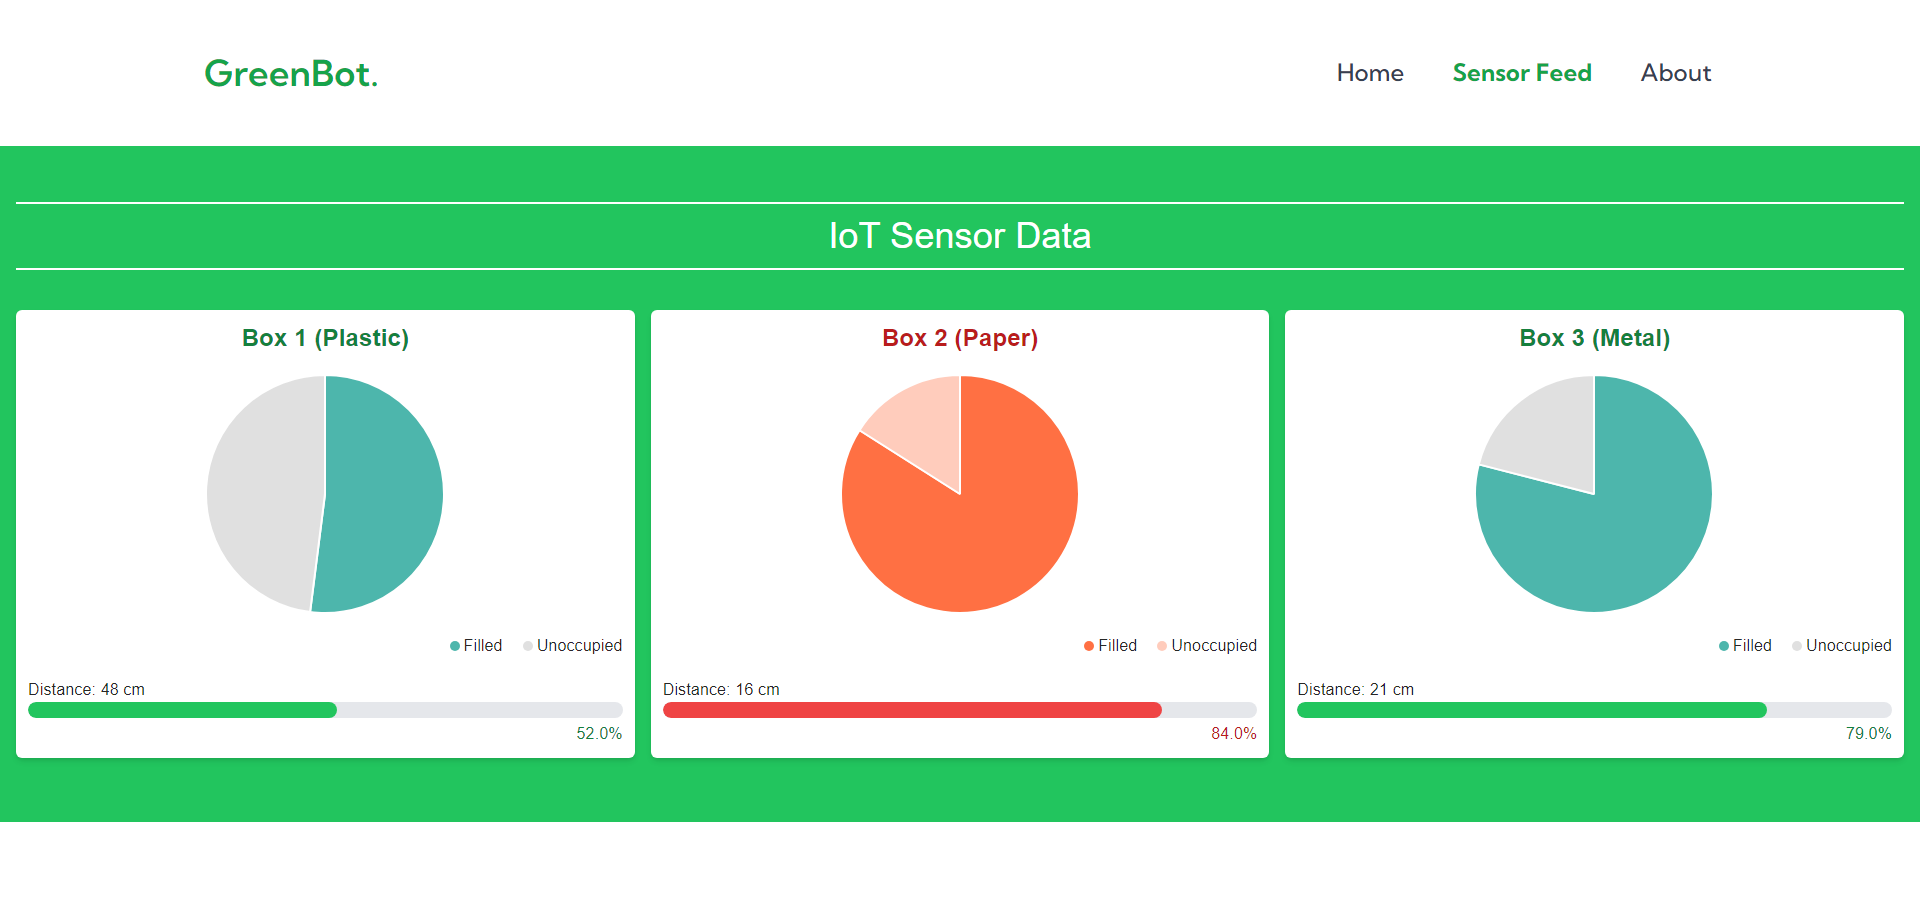 GreenBot.
Home Sensor Feed About
IoT Sensor Data
Box 1 (Plastic)
Filled Unoccupied
Distance: 48 cm
52.0%
Box 2 (Paper)
Filled Unoccupied
Distance: 16 cm
84.0%
Box 3 (Metal)
Filled Unoccupied
Distance: 21 cm
79.0%